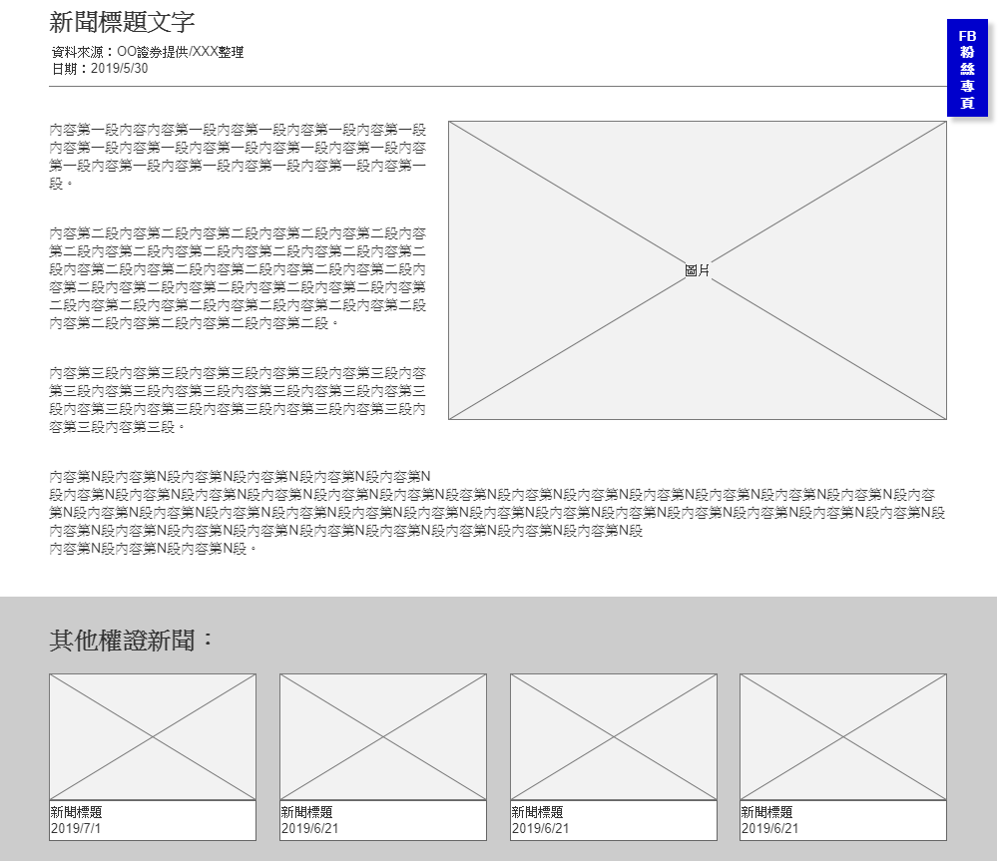 新聞標題文字
資料來源：OO證券提供/XXX整理
日期：2019/5/30
FB
粉
絲
專
頁
內容第一段內容內容第一段內容第一段內容第一段內容第一段
內容第一段內容第一段內容第一段內容第一段內容第一段內容
第一段內容第一段內容第一段內容第一段內容第一段內容第一
段。
圖片
內容第二段內容第二段內容第二段內容第二段內容第二段內容
第二段內容第二段內容第二段內容第二段內容第二段內容第二
段內容第二段內容第二段內容第二段內容第二段內容第二段內
容第二段內容第二段內容第二段內容第二段內容第二段內容第
二段內容第二段內容第二段內容第二段內容第二段內容第二段
內容第二段內容第二段內容第二段內容第二段。
內容第三段內容第三段內容第三段內容第三段內容第三段內容
第三段內容第三段內容第三段內容第三段內容第三段內容第三
段內容第三段內容第三段內容第三段內容第三段內容第三段內
容第三段內容第三段。
內容第N段內容第N段內容第N段內容第N段內容第N段內容第N
段內容第N段內容第N段內容第N段內容第N段內容第N段內容第N段容第N段內容第N段內容第N段內容第N段內容第N段內容第N段內容第N段內容
第N段內容第N段內容第N段內容第N段內容第N段內容第N段內容第N段內容第N段內容第N段內容第N段內容第N段內容第N段內容第N段內容第N段
內容第N段內容第N段內容第N段內容第N段內容第N段內容第N段內容第N段內容第N段內容第N段
內容第N段內容第N段內容第N段。
其他權證新聞：
新聞標題
2019/7/1
新聞標題
2019/6/21
新聞標題
2019/6/21
新聞標題
2019/6/21